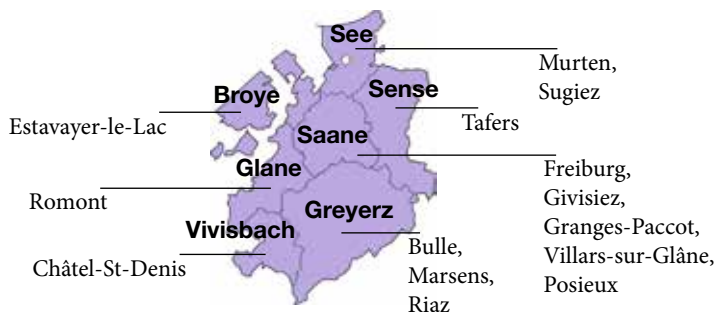 See
Murten,
Sugiez
Broye
Sense
Estavayer-le-Lac
Tafers
Saane
Glane
Freiburg,
Givisiez,
Granges-Paccot,
Villars-sur-Glâne,
Posieux
Romont
Greyerz
Vivisbach
Châtel-St-Denis
Bulle,
Marsens,
Riaz